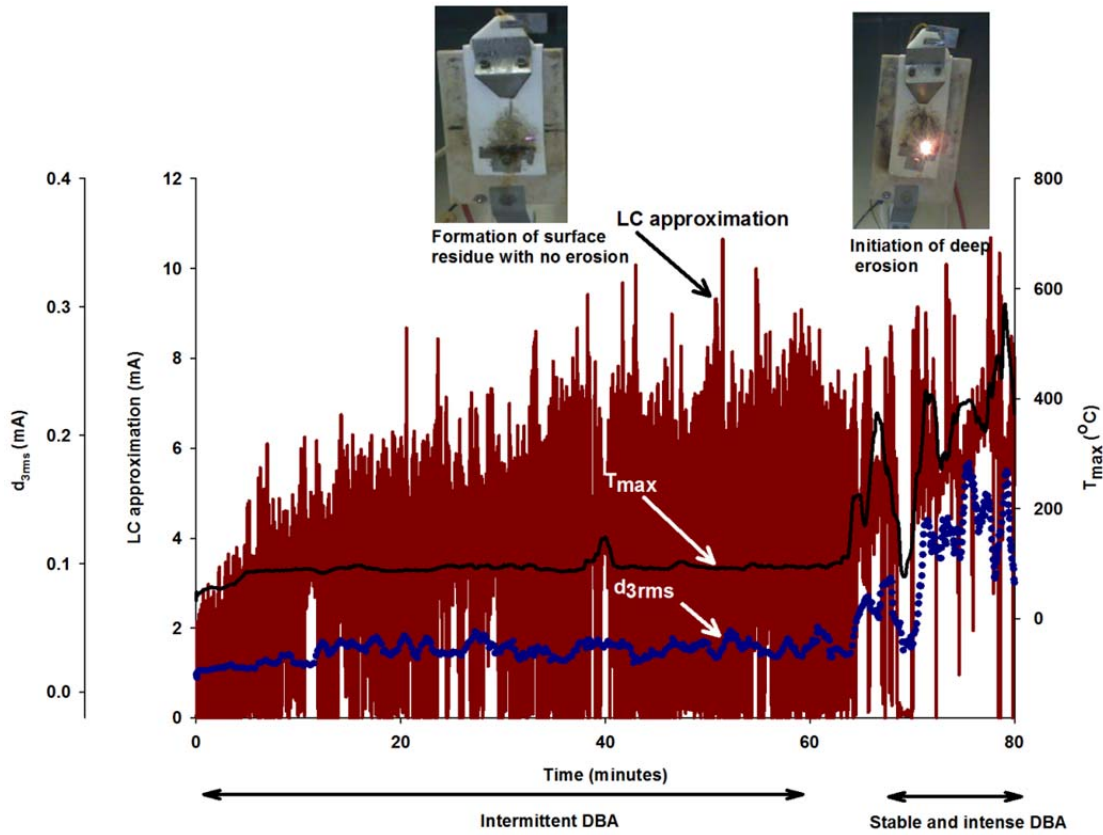 Formation of surface
residue with no erosion
Initiation of deep
erosion
LC approximation
Tmax
d3rms
0.4
0.3
0.2
0.1
0.0
d3rms (mA)
12
10
8
6
4
2
0
LC approximation (mA)
800
600
400
200
0
Tmax (°C)
0
20
40
60
80
Time (minutes)
Intermittent DBA
Stable and intense DBA